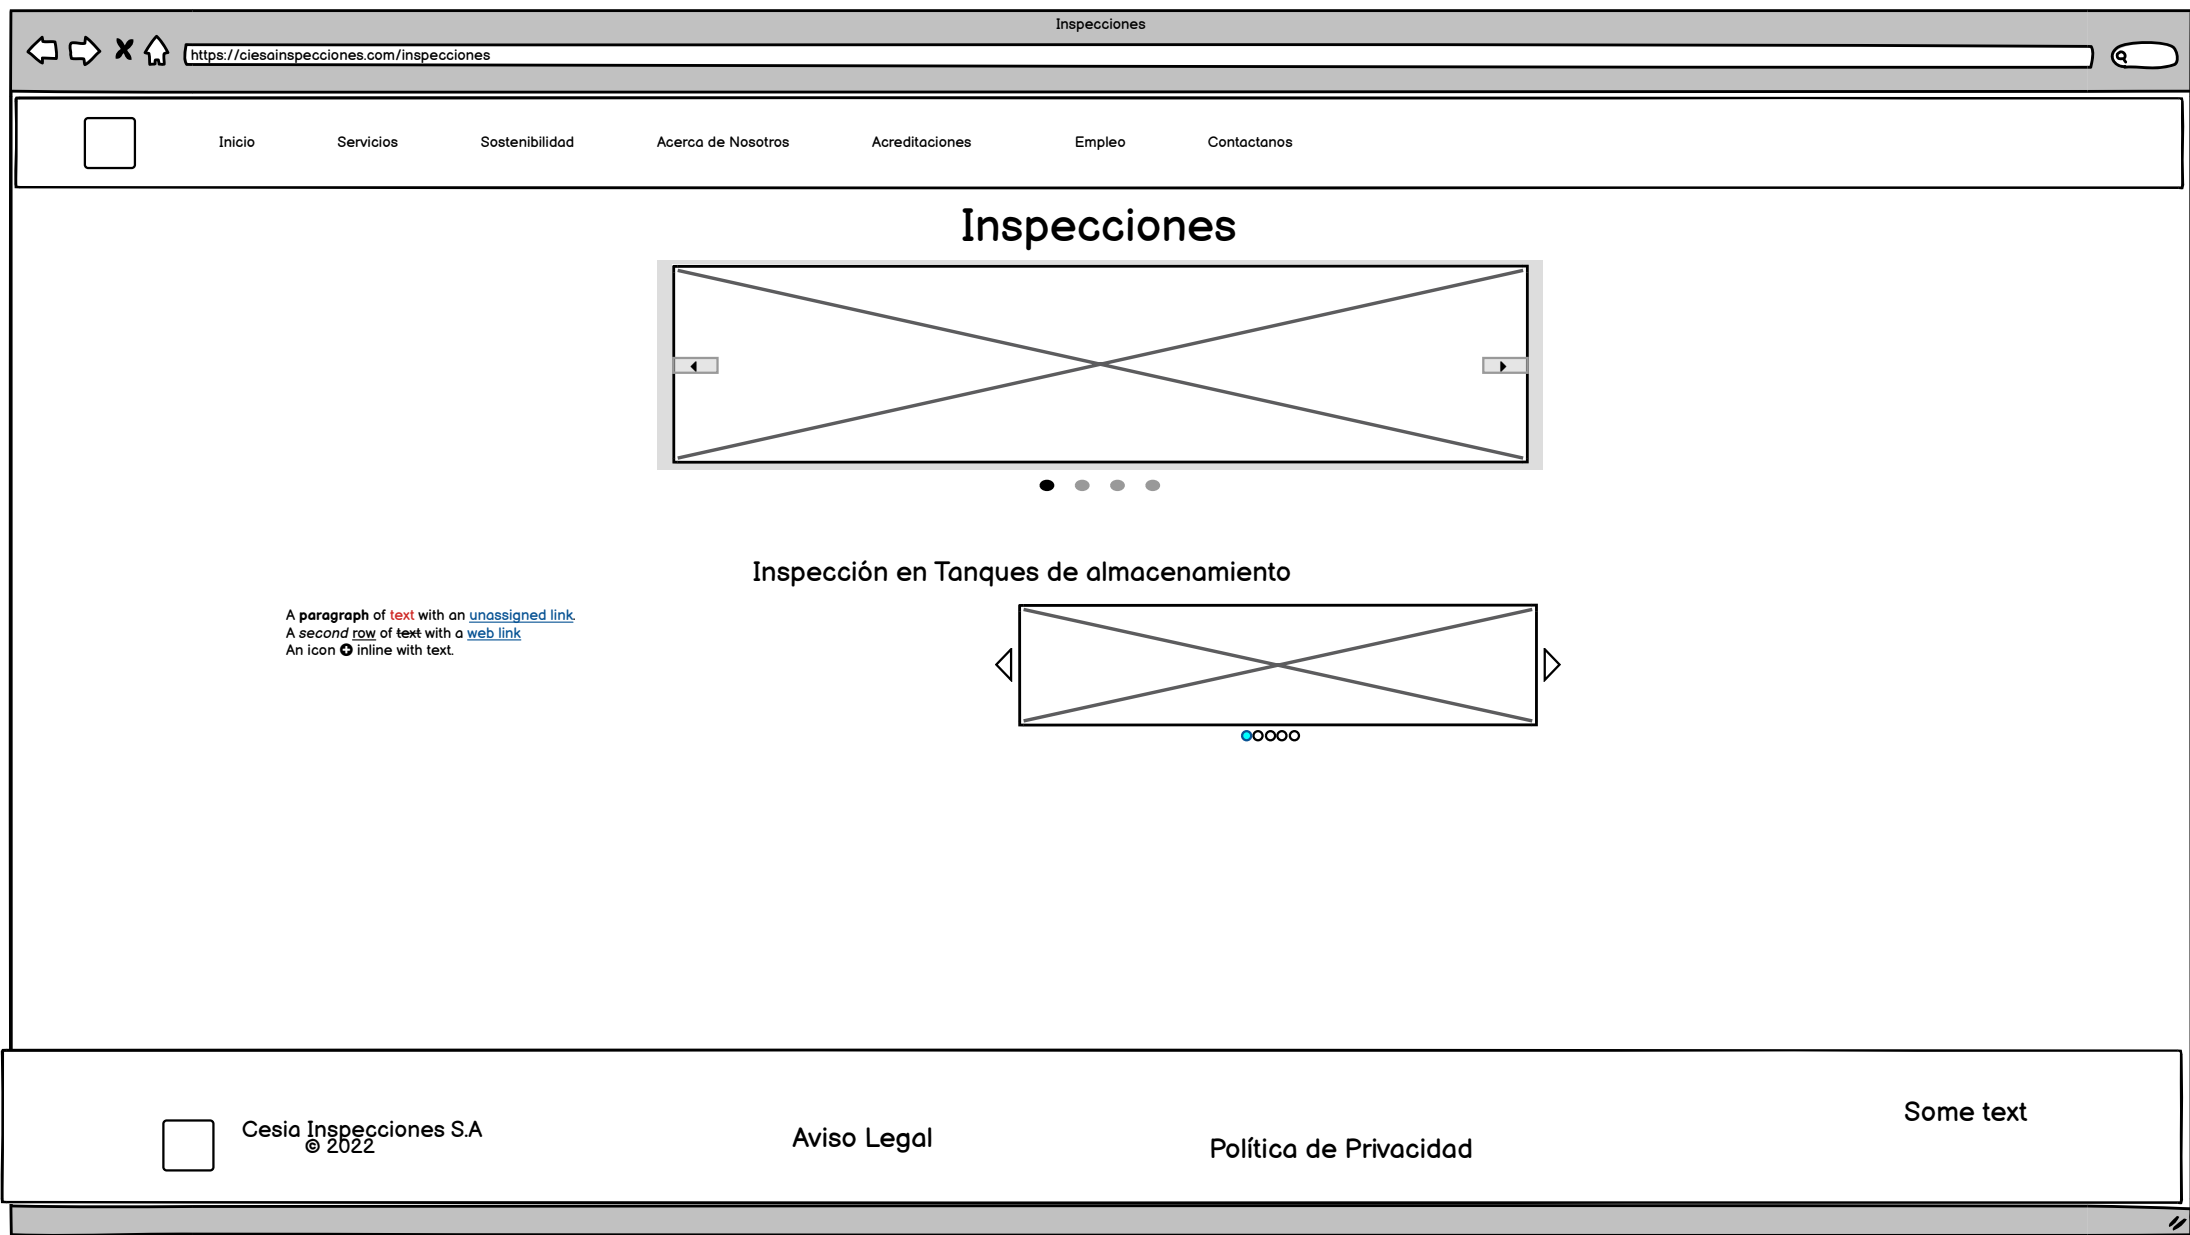 Inspecciones
https://ciesainspecciones.com/inspecciones
Inicio Servicios Sostenibilidad Acerca de Nosotros Acreditaciones Empleo Contactanos
Inspecciones
Inspección en Tanques de almacenamiento
A paragraph of text with an unassigned link.
A second row of text with a web link
An icon inline with text.
Some text
Cesia Inspecciones S.A
© 2022
Aviso Legal
Política de Privacidad